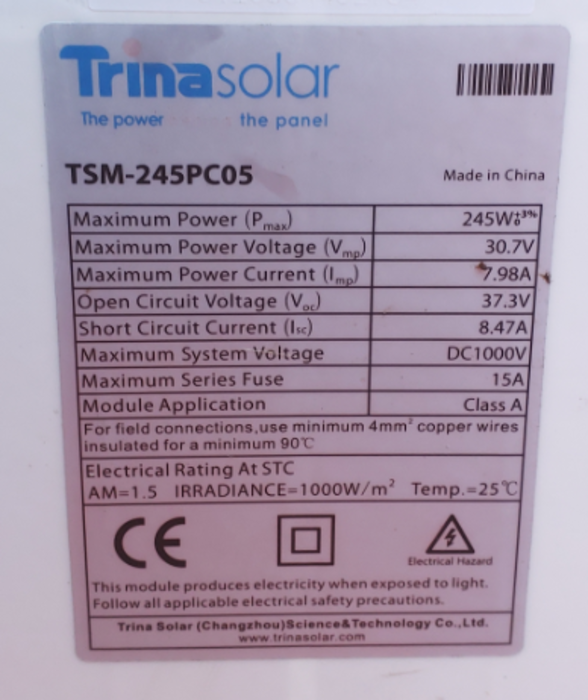 Trinasolar
The power the panel
TSM-245PC05
Made in China
Maximum Power (Pmax) 245W+3% 0
Maximum Power Voltage (Vmp) 30.7V
Maximum Power Current (Imp) 7.98A
Open Circuit Voltage (Voc) 37.3V
Short Circuit Current (Isc) 8.47A
Maximum System Voltage DC1000V
Maximum Series Fuse 15A
Module Application Class A
For field connections,use minimum 4mm² copper wires
insulated for a minimum 90℃
Electrical Rating At STC
AM=1.5 IRRADIANCE=1000W/m² Temp.=25℃
CE
Electrical Hazard
This module produces electricity when exposed to light.
Follow all applicable electrical safety precautions.
Trina Solar (Changzhou)Science&Technology Co.,Ltd.
www.trinasolar.com